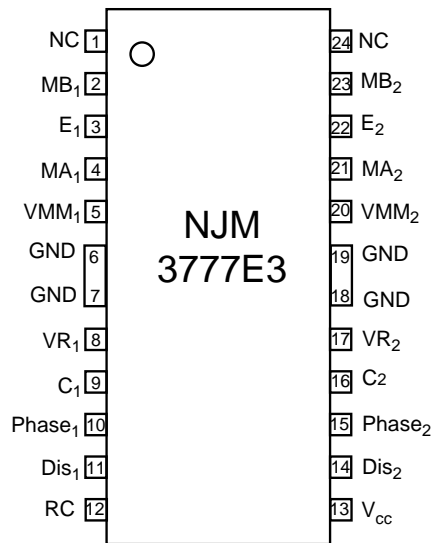 NC 1 24 NC
MB₁ 2 23 MB₂
E₁ 3 22 E₂
MA₁ 4 21 MA₂
VMM₁ 5 20 VMM₂
NJM
3777E3
GND 6 19 GND
GND 7 18 GND
VR₁ 8 17 VR₂
C₁ 9 16 C2
Phase₁ 10 15 Phase₂
Dis₁ 11 14 Dis₂
RC 12 13 Vcc